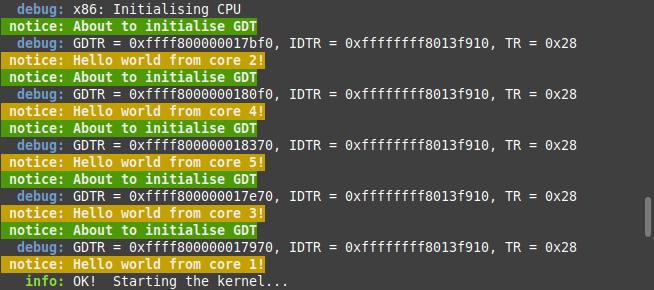 debug: x86: Initialising CPU
notice: About to initialise GDT
debug: GDTR = 0xffff800000017bf0, IDTR = 0xffffffff8013f910, TR = 0x28
notice: Hello world from core 2!
notice: About to initialise GDT
debug: GDTR = 0xffff8000000180f0, IDTR = 0xffffffff8013f910, TR = 0x28
notice: Hello world from core 4!
notice: About to initialise GDT
debug: GDTR = 0xffff800000018370, IDTR = 0xffffffff8013f910, TR = 0x28
notice: Hello world from core 5!
notice: About to initialise GDT
debug: GDTR = 0xffff800000017e70, IDTR = 0xffffffff8013f910, TR = 0x28
notice: Hello world from core 3!
notice: About to initialise GDT
debug: GDTR = 0xffff800000017970, IDTR = 0xffffffff8013f910, TR = 0x28
notice: Hello world from core 1!
info: OK!  Starting the kernel...